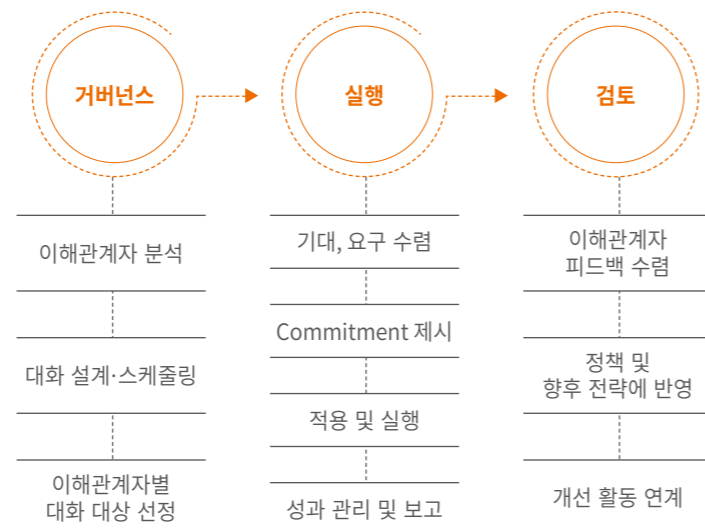 거버넌스
이해관계자 분석
대화 설계·스케줄링
이해관계자별
대화 대상 선정
실행
기대, 요구 수렴
Commitment 제시
적용 및 실행
성과 관리 및 보고
검토
이해관계자
피드백 수렴
정책 및
향후 전략에 반영
개선 활동 연계